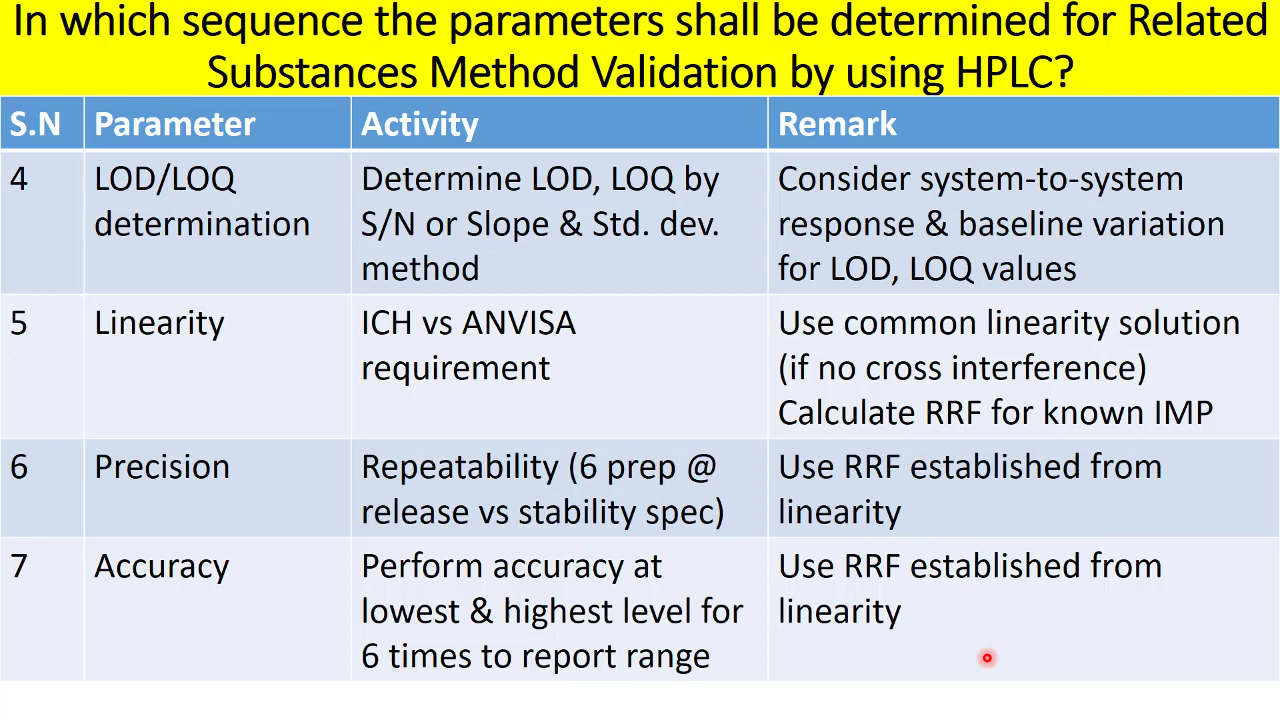 In which sequence the parameters shall be determined for Related
Substances Method Validation by using HPLC?
S.N Parameter Activity Remark
4 LOD/LOQ Determine LOD, LOQ by Consider system-to-system
determination S/N or Slope & Std. dev. response & baseline variation
method for LOD, LOQ values
5 Linearity ICH vs ANVISA Use common linearity solution
requirement (if no cross interference)
Calculate RRF for known IMP
6 Precision Repeatability (6 prep @ Use RRF established from
release vs stability spec) linearity
7 Accuracy Perform accuracy at Use RRF established from
lowest & highest level for linearity
6 times to report range